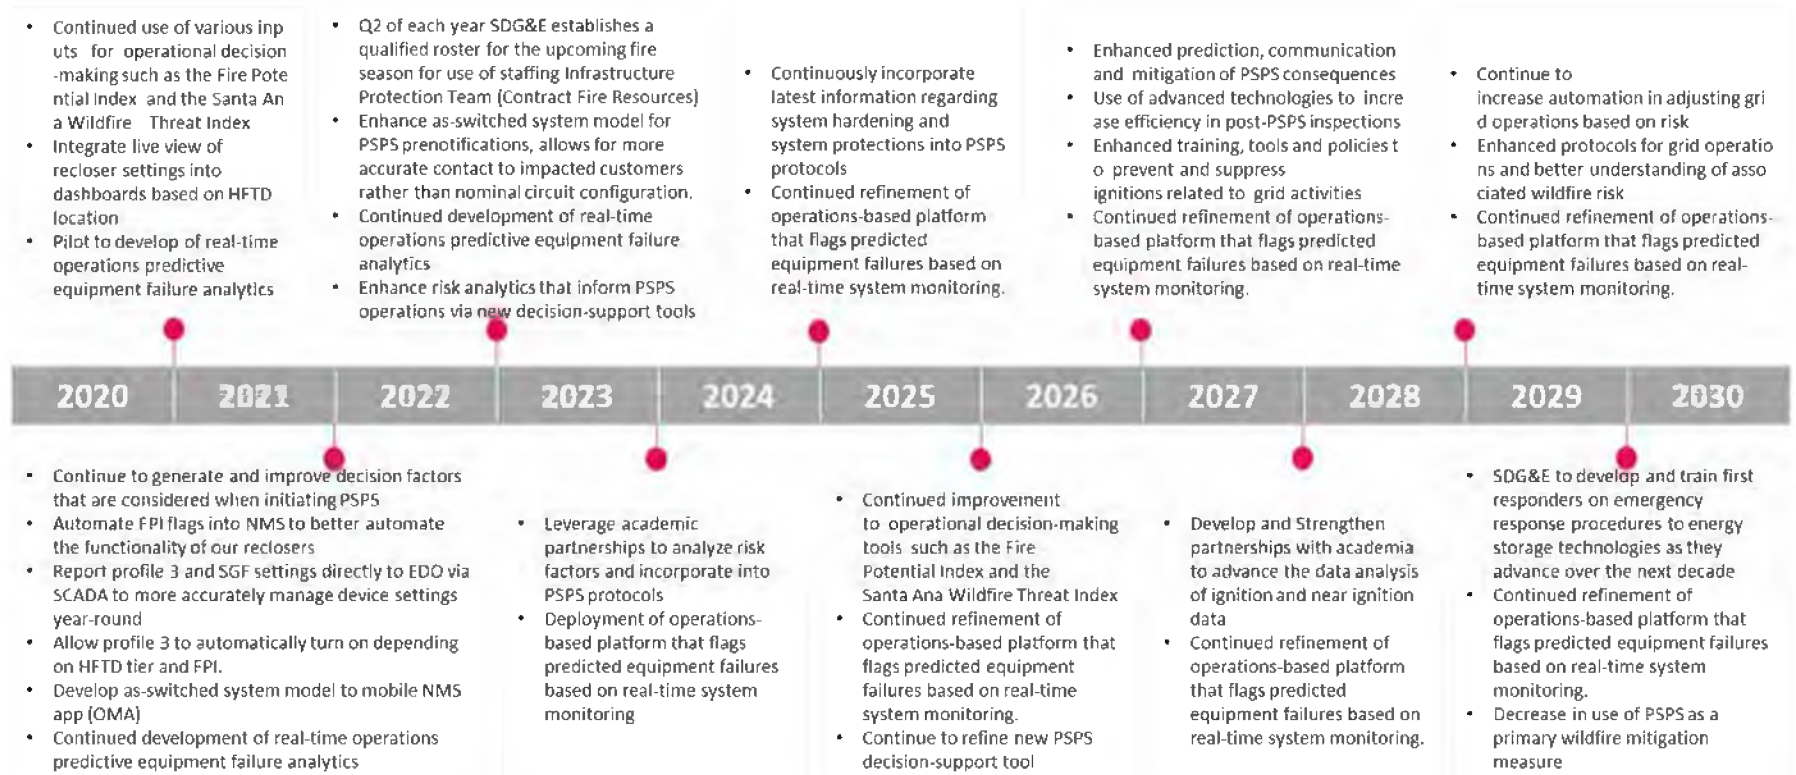 • Continued use of various inp
uts for operational decision
-making such as the Fire Pote
ntial Index and the Santa An
a Wildfire Threat Index
• Integrate live view of
recloser settings into
dashboards based on HFTD
location
• Pilot to develop of real-time
operations predictive
equipment failure analytics
• Q2 of each year SDG&E establishes a
qualified roster for the upcoming fire
season for use of staffing Infrastructure
Protection Team (Contract Fire Resources)
• Enhance as-switched system model for
PSPS prenotifications, allows for more
accurate contact to impacted customers
rather than nominal circuit configuration.
• Continued development of real-time
operations predictive equipment failure
analytics
• Enhance risk analytics that inform PSPS
operations via new decision-support tools
• Continuously incorporate
latest information regarding
system hardening and
system protections into PSPS
protocols
• Continued refinement of
operations-based platform
that flags predicted
equipment failures based on
real-time system monitoring.
• Enhanced prediction, communication
and mitigation of PSPS consequences
• Use of advanced technologies to incre
ase efficiency in post-PSPS inspections
• Enhanced training, tools and policies t
o prevent and suppress
ignitions related to grid activities
• Continued refinement of operations-
based platform that flags predicted
equipment failures based on real-time
system monitoring.
• Continue to
increase automation in adjusting gri
d operations based on risk
• Enhanced protocols for grid operatio
ns and better understanding of asso
ciated wildfire risk
• Continued refinement of operations-
based platform that flags predicted
equipment failures based on real-
time system monitoring.
2020 2021 2022 2023 2024 2025 2026 2027 2028 2029 2030
• Continue to generate and improve decision factors
that are considered when initiating PSPS
• Automate FPI flags into NMS to better automate
the functionality of our reclosers
• Report profile 3 and SGF settings directly to EDO via
SCADA to more accurately manage device settings
year-round
• Allow profile 3 to automatically turn on depending
on HFTD tier and FPI.
• Develop as-switched system model to mobile NMS
app (OMA)
• Continued development of real-time operations
predictive equipment failure analytics
• Leverage academic
partnerships to analyze risk
factors and incorporate into
PSPS protocols
• Deployment of operations-
based platform that flags
predicted equipment failures
based on real-time system
monitoring
• Continued improvement
to operational decision-making
tools such as the Fire
Potential Index and the
Santa Ana Wildfire Threat Index
• Continued refinement of
operations-based platform that
flags predicted equipment
failures based on real-time
system monitoring.
• Continue to refine new PSPS
decision-support tool
• Develop and Strengthen
partnerships with academia
to advance the data analysis
of ignition and near ignition
data
• Continued refinement of
operations-based platform
that flags predicted
equipment failures based on
real-time system monitoring.
• SDG&E to develop and train first
responders on emergency
response procedures to energy
storage technologies as they
advance over the next decade
• Continued refinement of
operations-based platform that
flags predicted equipment failures
based on real-time system
monitoring.
• Decrease in use of PSPS as a
primary wildfire mitigation
measure